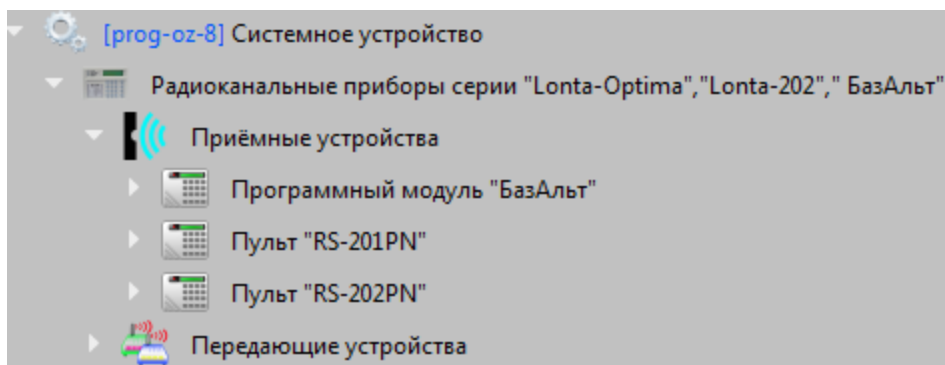 [prog-oz-8] Системное устройство
Радиоканальные приборы серии "Lonta-Optima","Lonta-202"," БазАльт"
Приёмные устройства
Программный модуль "БазАльт"
Пульт "RS-201PN"
Пульт "RS-202PN"
Передающие устройства